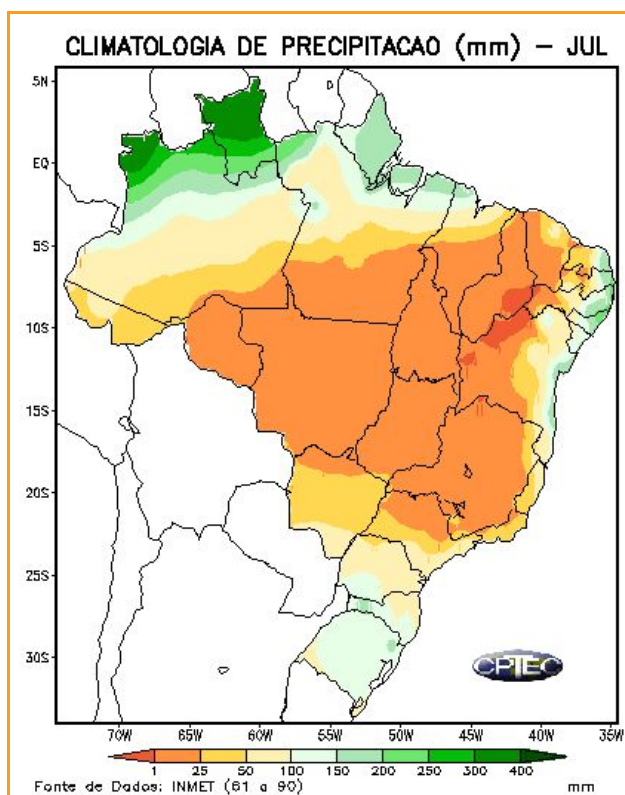 CLIMATOLOGIA DE PRECIPITACAO (mm) – JUL
5N
EQ
5S
10S
15S
20S
25S
30S
70W 65W 60W 55W 50W 45W 40W 35W
CPTEC
1 25 50 100 150 200 250 300 400
Fonte de Dados: INMET (61 a 90) mm